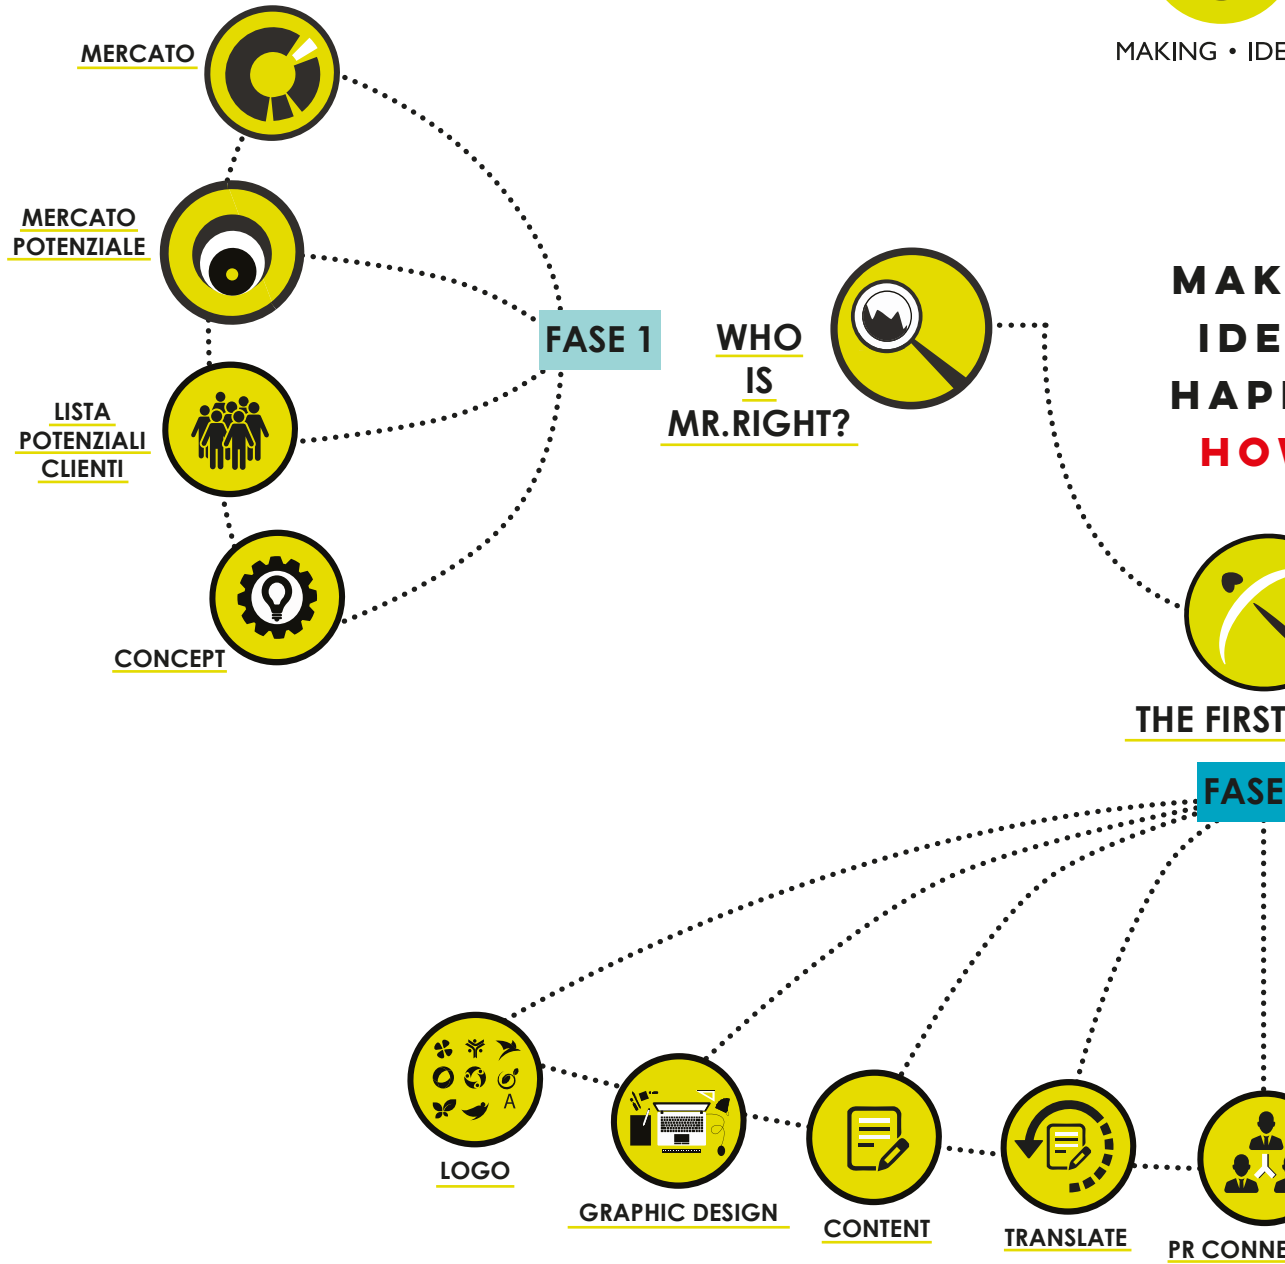 MERCATO
MAKING • IDE
MERCATO
POTENZIALE
MAK
IDE
HAP
HOW
FASE 1
WHO
IS
MR.RIGHT?
LISTA
POTENZIALI
CLIENTI
CONCEPT
THE FIRST
FASE
LOGO
A
GRAPHIC DESIGN
CONTENT
TRANSLATE
PR CONNE